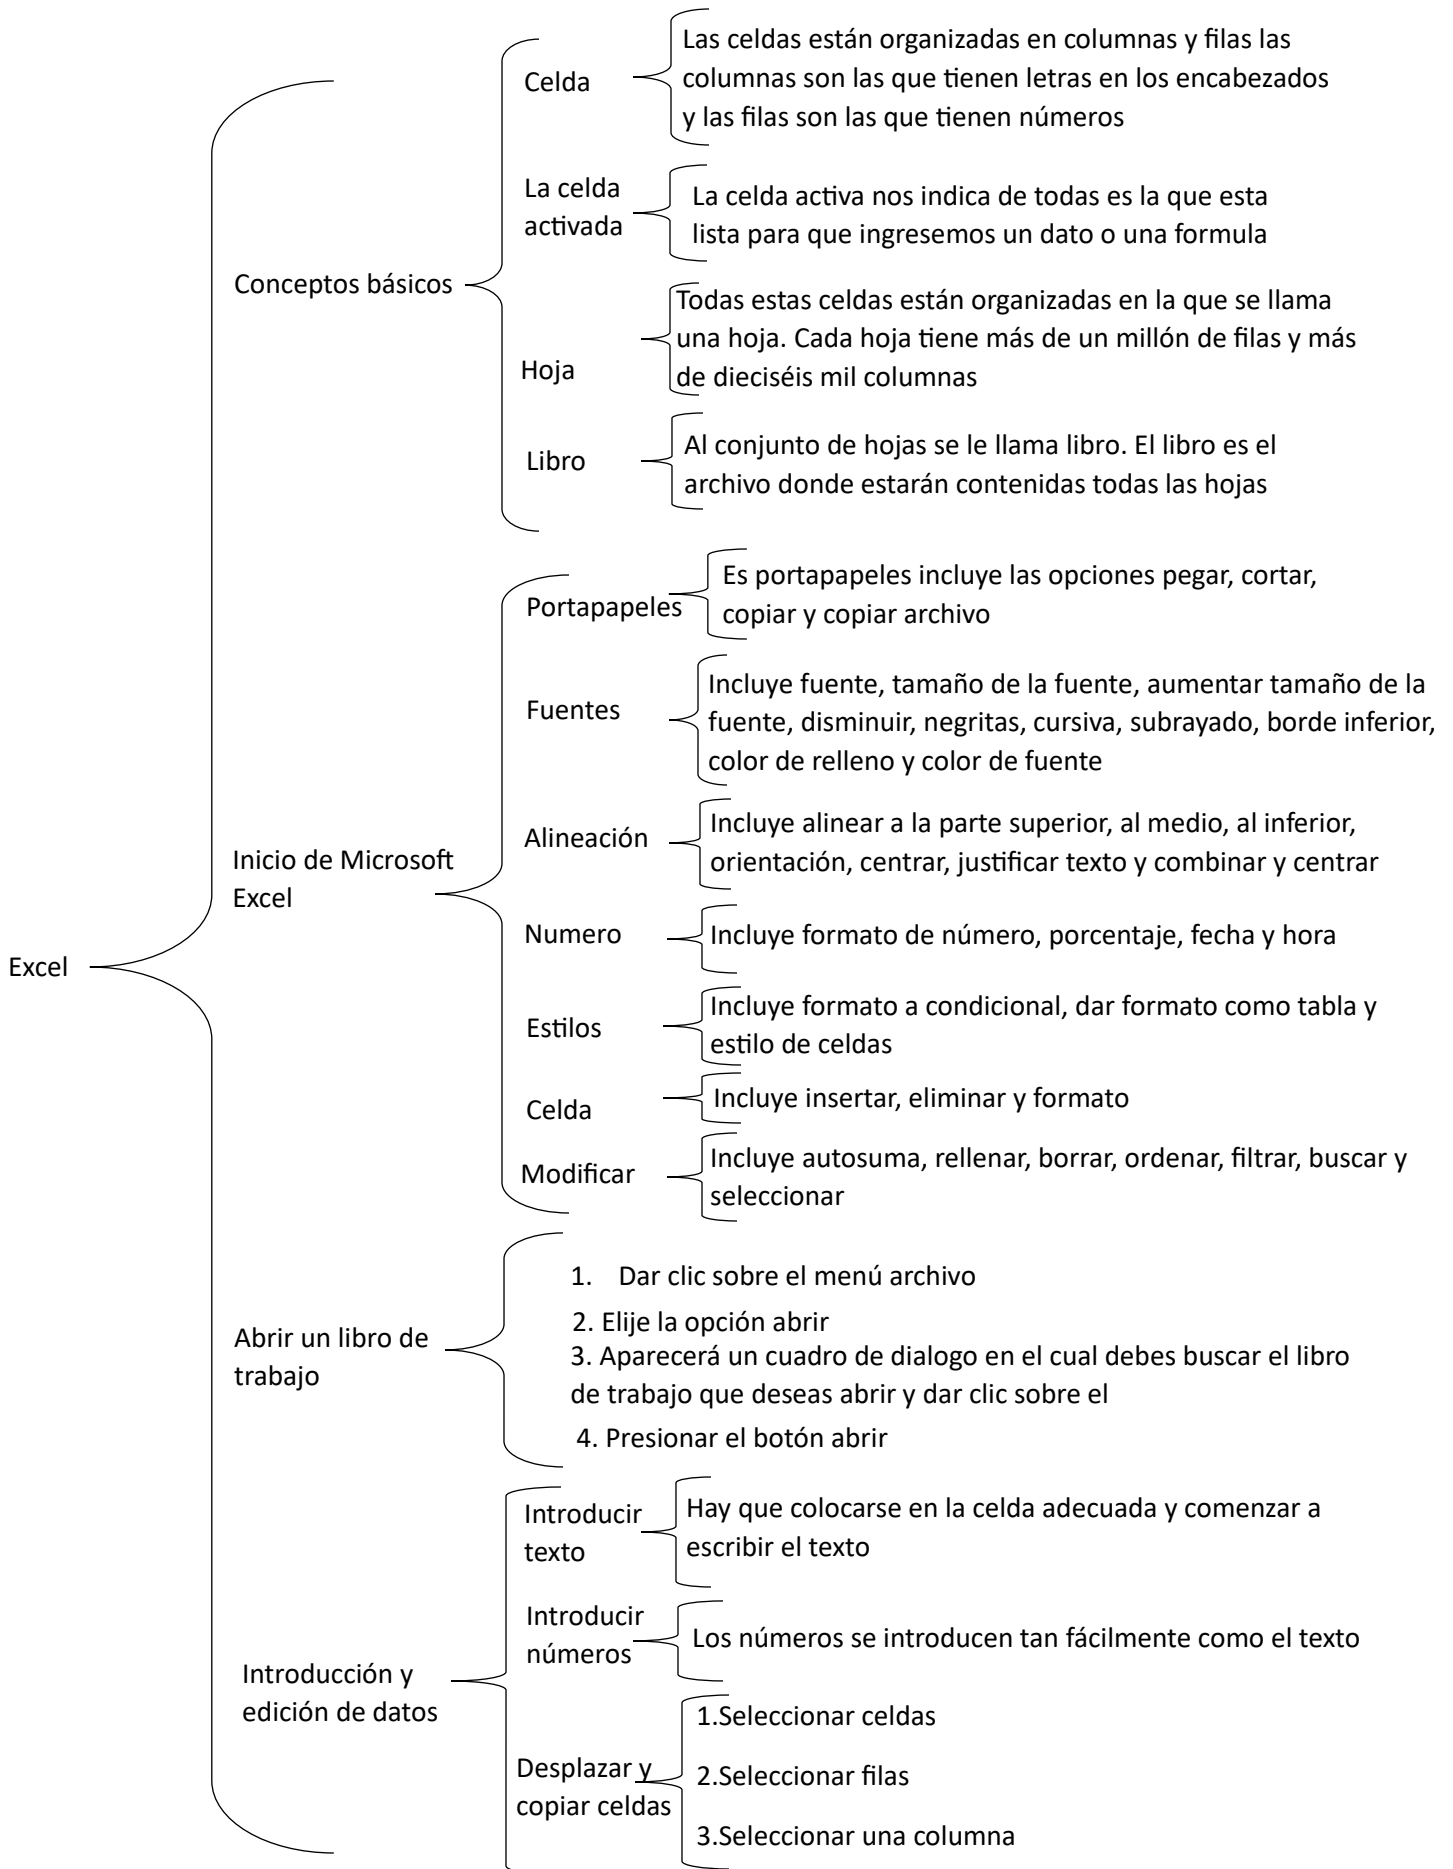 Excel
Conceptos básicos
Celda
Las celdas están organizadas en columnas y filas las
columnas son las que tienen letras en los encabezados
y las filas son las que tienen números
La celda
activada
La celda activa nos indica de todas es la que esta
lista para que ingresemos un dato o una formula
Hoja
Todas estas celdas están organizadas en la que se llama
una hoja. Cada hoja tiene más de un millón de filas y más
de dieciséis mil columnas
Libro
Al conjunto de hojas se le llama libro. El libro es el
archivo donde estarán contenidas todas las hojas
Inicio de Microsoft
Excel
Portapapeles
Es portapapeles incluye las opciones pegar, cortar,
copiar y copiar archivo
Fuentes
Incluye fuente, tamaño de la fuente, aumentar tamaño de la
fuente, disminuir, negritas, cursiva, subrayado, borde inferior,
color de relleno y color de fuente
Alineación
Incluye alinear a la parte superior, al medio, al inferior,
orientación, centrar, justificar texto y combinar y centrar
Numero
Incluye formato de número, porcentaje, fecha y hora
Estilos
Incluye formato a condicional, dar formato como tabla y
estilo de celdas
Celda
Incluye insertar, eliminar y formato
Modificar
Incluye autosuma, rellenar, borrar, ordenar, filtrar, buscar y
seleccionar
Abrir un libro de
trabajo
1. Dar clic sobre el menú archivo
2. Elije la opción abrir
3. Aparecerá un cuadro de dialogo en el cual debes buscar el libro
de trabajo que deseas abrir y dar clic sobre el
4. Presionar el botón abrir
Introducción y
edición de datos
Introducir
texto
Hay que colocarse en la celda adecuada y comenzar a
escribir el texto
Introducir
números
Los números se introducen tan fácilmente como el texto
Desplazar y
copiar celdas
1.Seleccionar celdas
2.Seleccionar filas
3.Seleccionar una columna